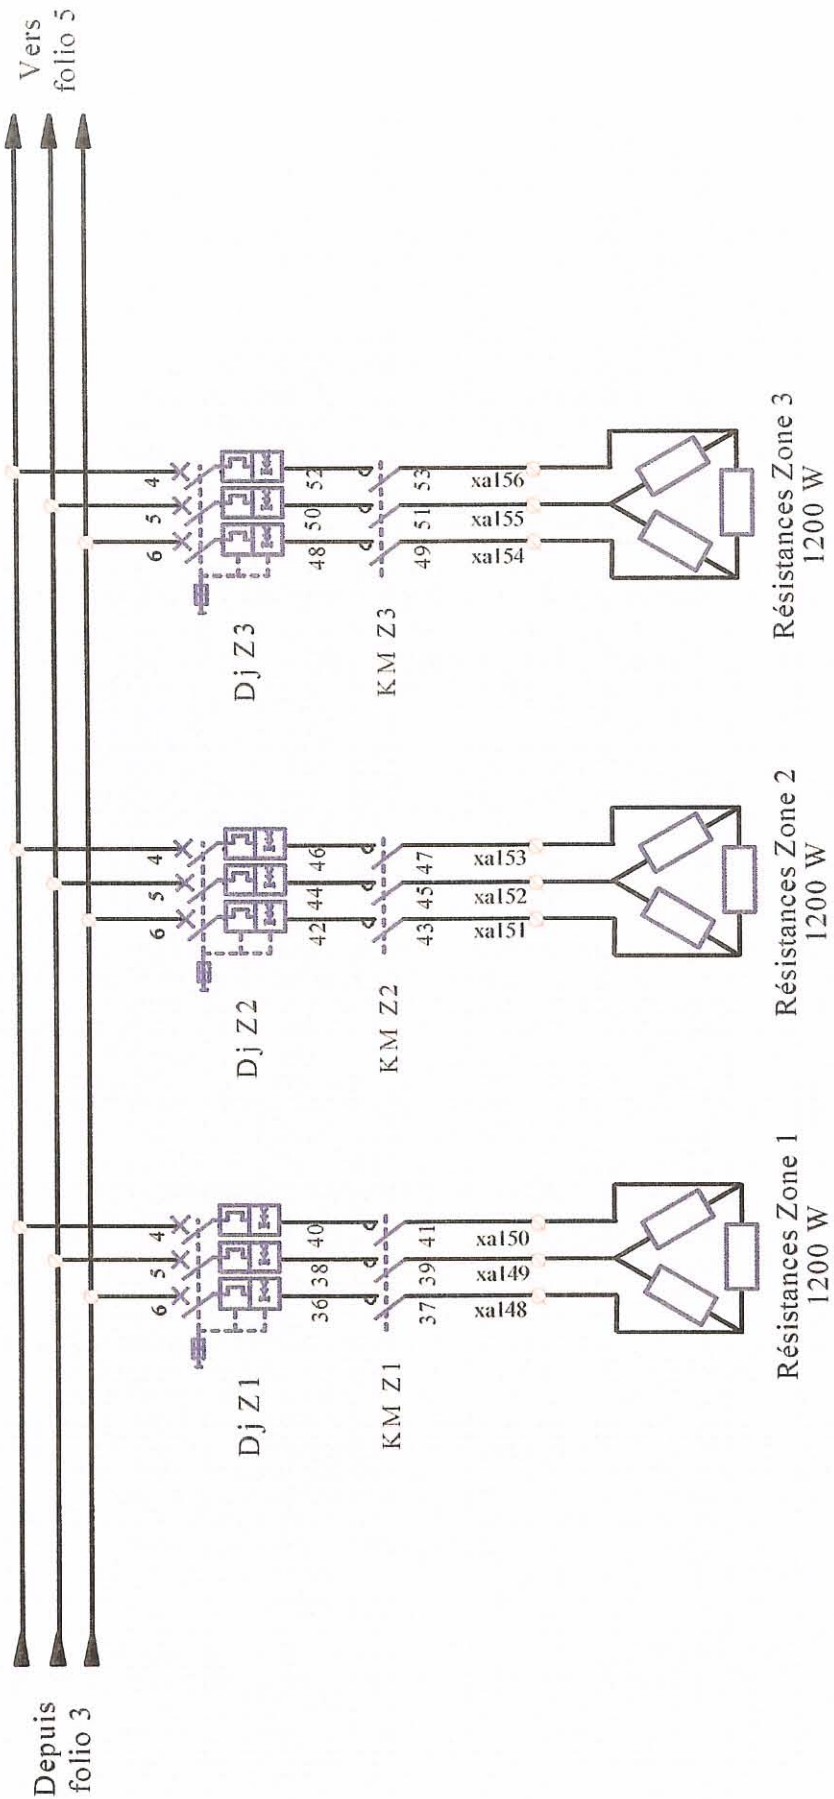 Depuis
folio 3
Vers
folio 5
6 5 4
Dj Z1
36 38 40
KM Z1
37 39 41
xa148 xa149 xa150
Résistances Zone 1
1200 W
6 5 4
Dj Z2
42 44 46
KM Z2
43 45 47
xa151 xa152 xa153
Résistances Zone 2
1200 W
6 5 4
Dj Z3
48 50 52
KM Z3
49 51 53
xa154 xa155 xa156
Résistances Zone 3
1200 W